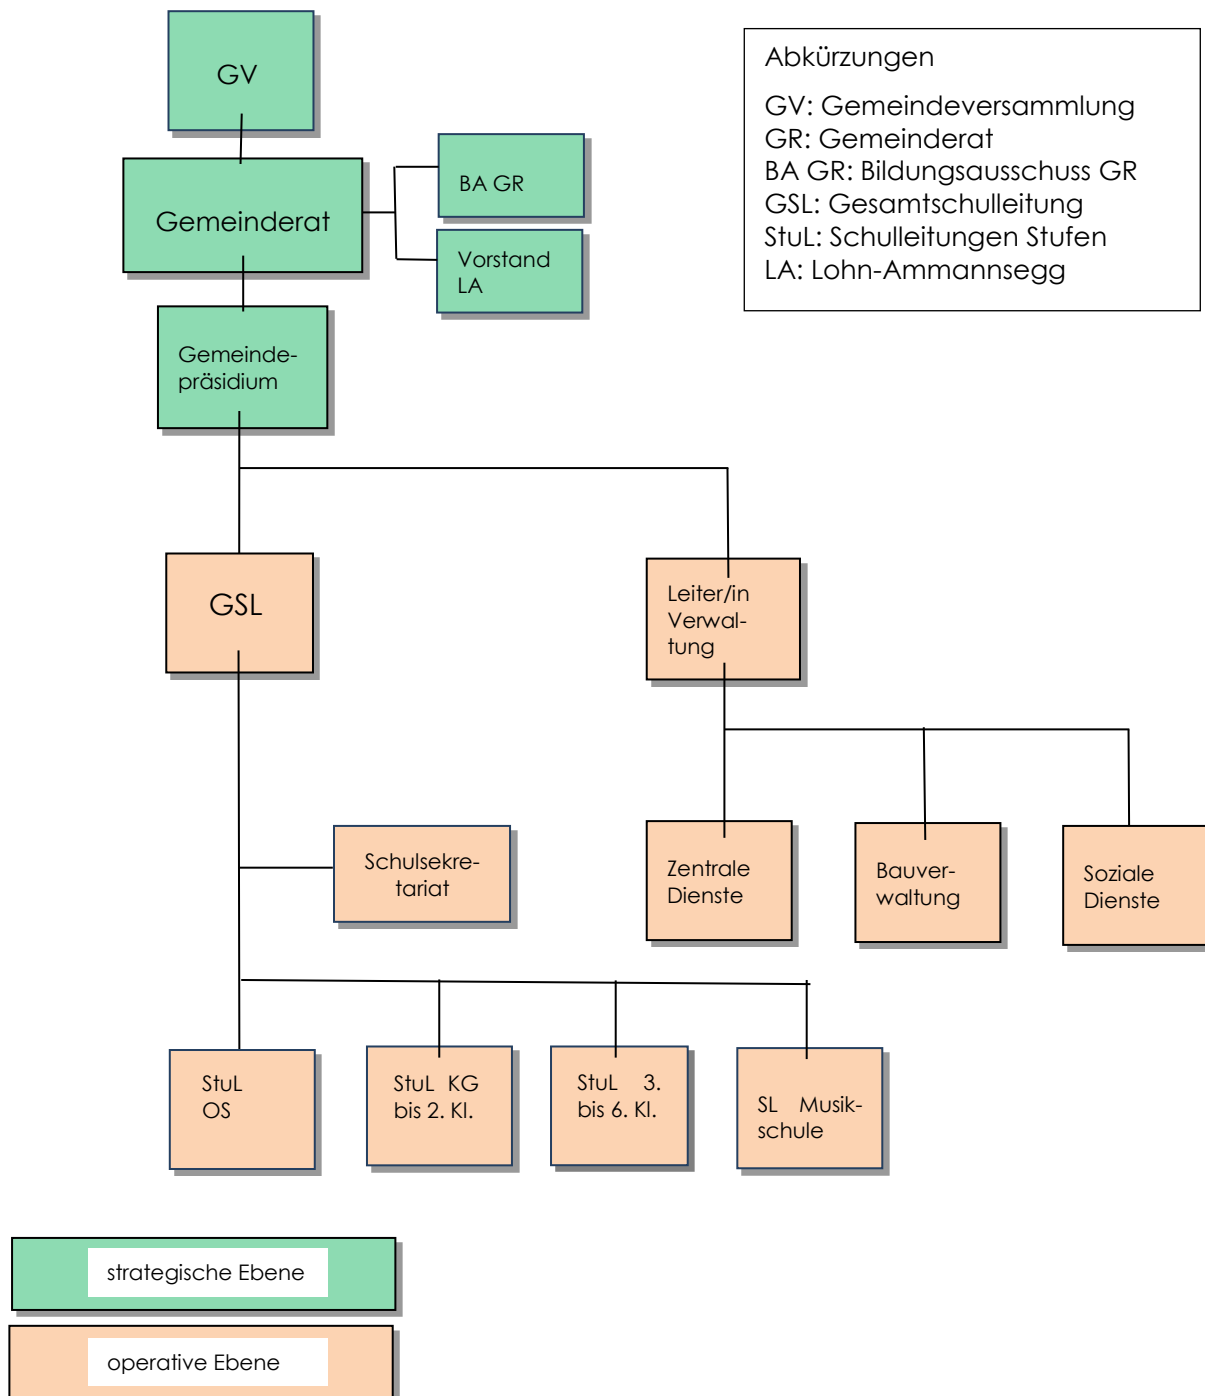 GV
Abkürzungen
GV: Gemeindeversammlung
GR: Gemeinderat
BA GR: Bildungsausschuss GR
GSL: Gesamtschulleitung
StuL: Schulleitungen Stufen
LA: Lohn-Ammannsegg
Gemeinderat
BA GR
Vorstand
LA
Gemeinde-
präsidium
GSL
Leiter/in
Verwal-
tung
Schulsekre-
tariat
Zentrale
Dienste
Bauver-
waltung
Soziale
Dienste
StuL
OS
StuL KG
bis 2. Kl.
StuL 3.
bis 6. Kl.
SL Musik-
schule
strategische Ebene
operative Ebene